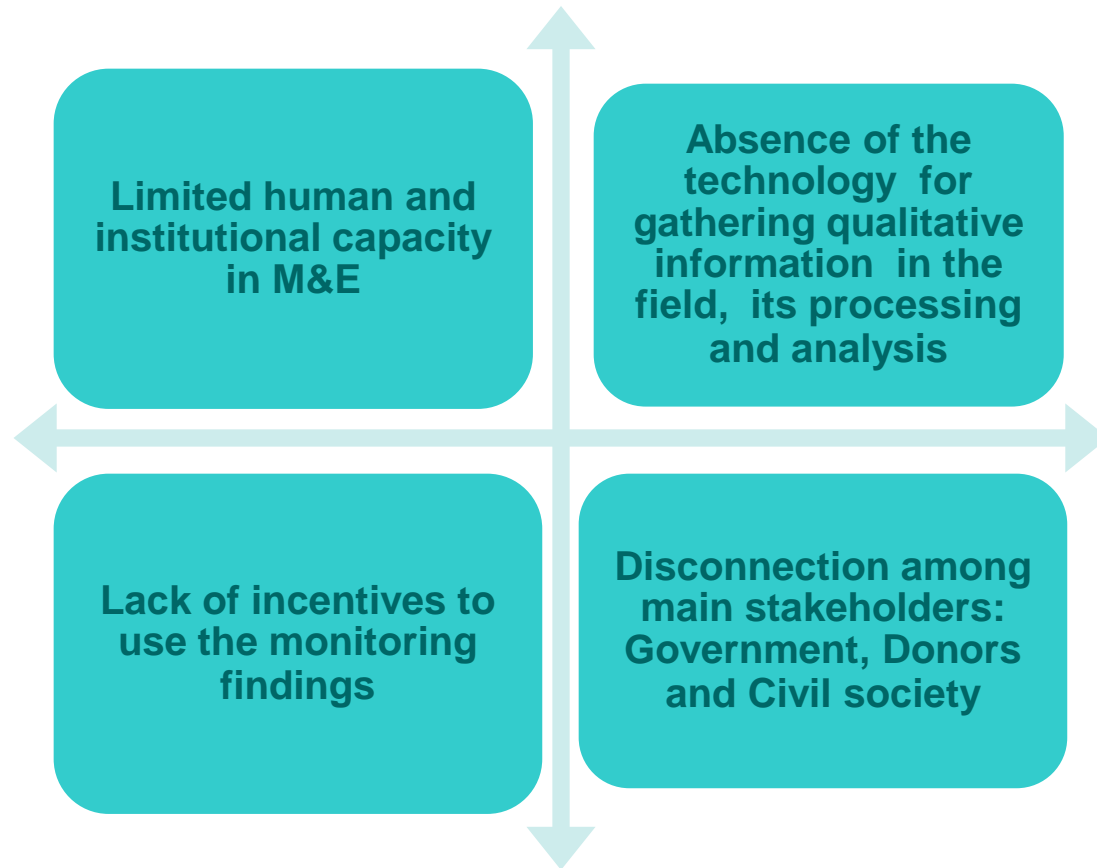 Limited human and
institutional capacity
in M&E
Absence of the
technology for
gathering qualitative
information in the
field, its processing
and analysis
Lack of incentives to
use the monitoring
findings
Disconnection among
main stakeholders:
Government, Donors
and Civil society